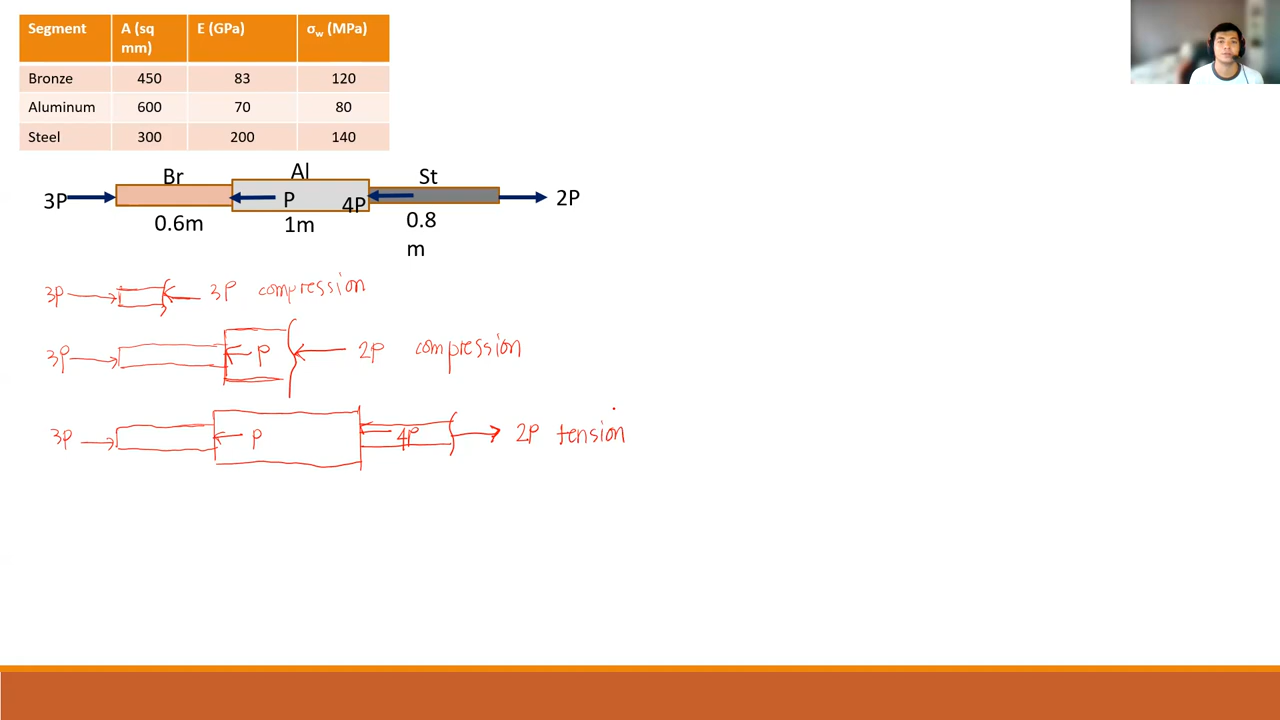 Segment A (sq mm) E (GPa) σw (MPa)
Bronze 450 83 120
Aluminum 600 70 80
Steel 300 200 140
Br Al St
3P P 4P 2P
0.6m 1m 0.8 m
3P 3P compression
3P P 2P compression
3P P 4P 2P tension